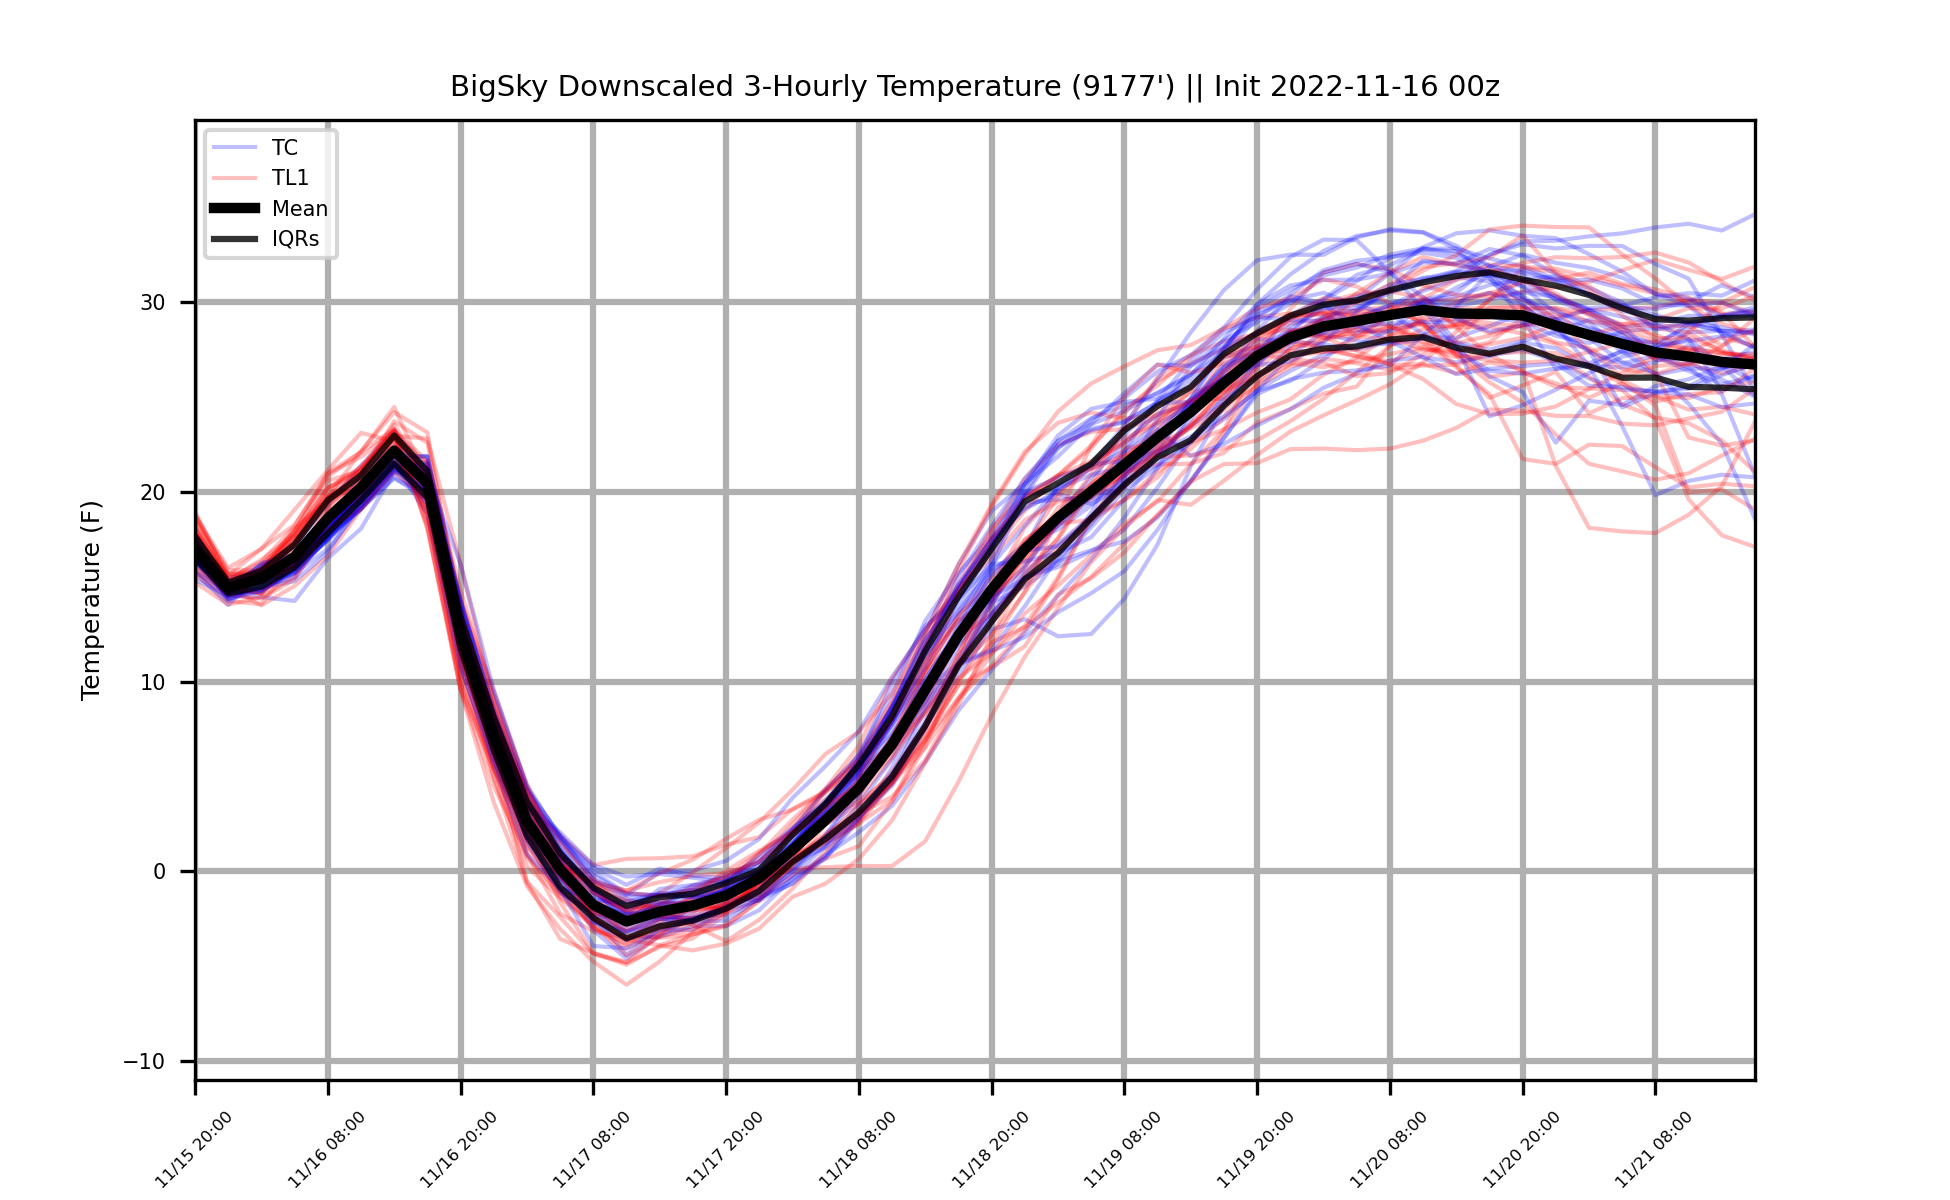 BigSky Downscaled 3-Hourly Temperature (9177') || Init 2022-11-16 00z
TC
TL1
Mean
IQRs
Temperature (F)
30
20
10
0
−10
11/15 20:00
11/16 08:00
11/16 20:00
11/17 08:00
11/17 20:00
11/18 08:00
11/18 20:00
11/19 08:00
11/19 20:00
11/20 08:00
11/20 20:00
11/21 08:00